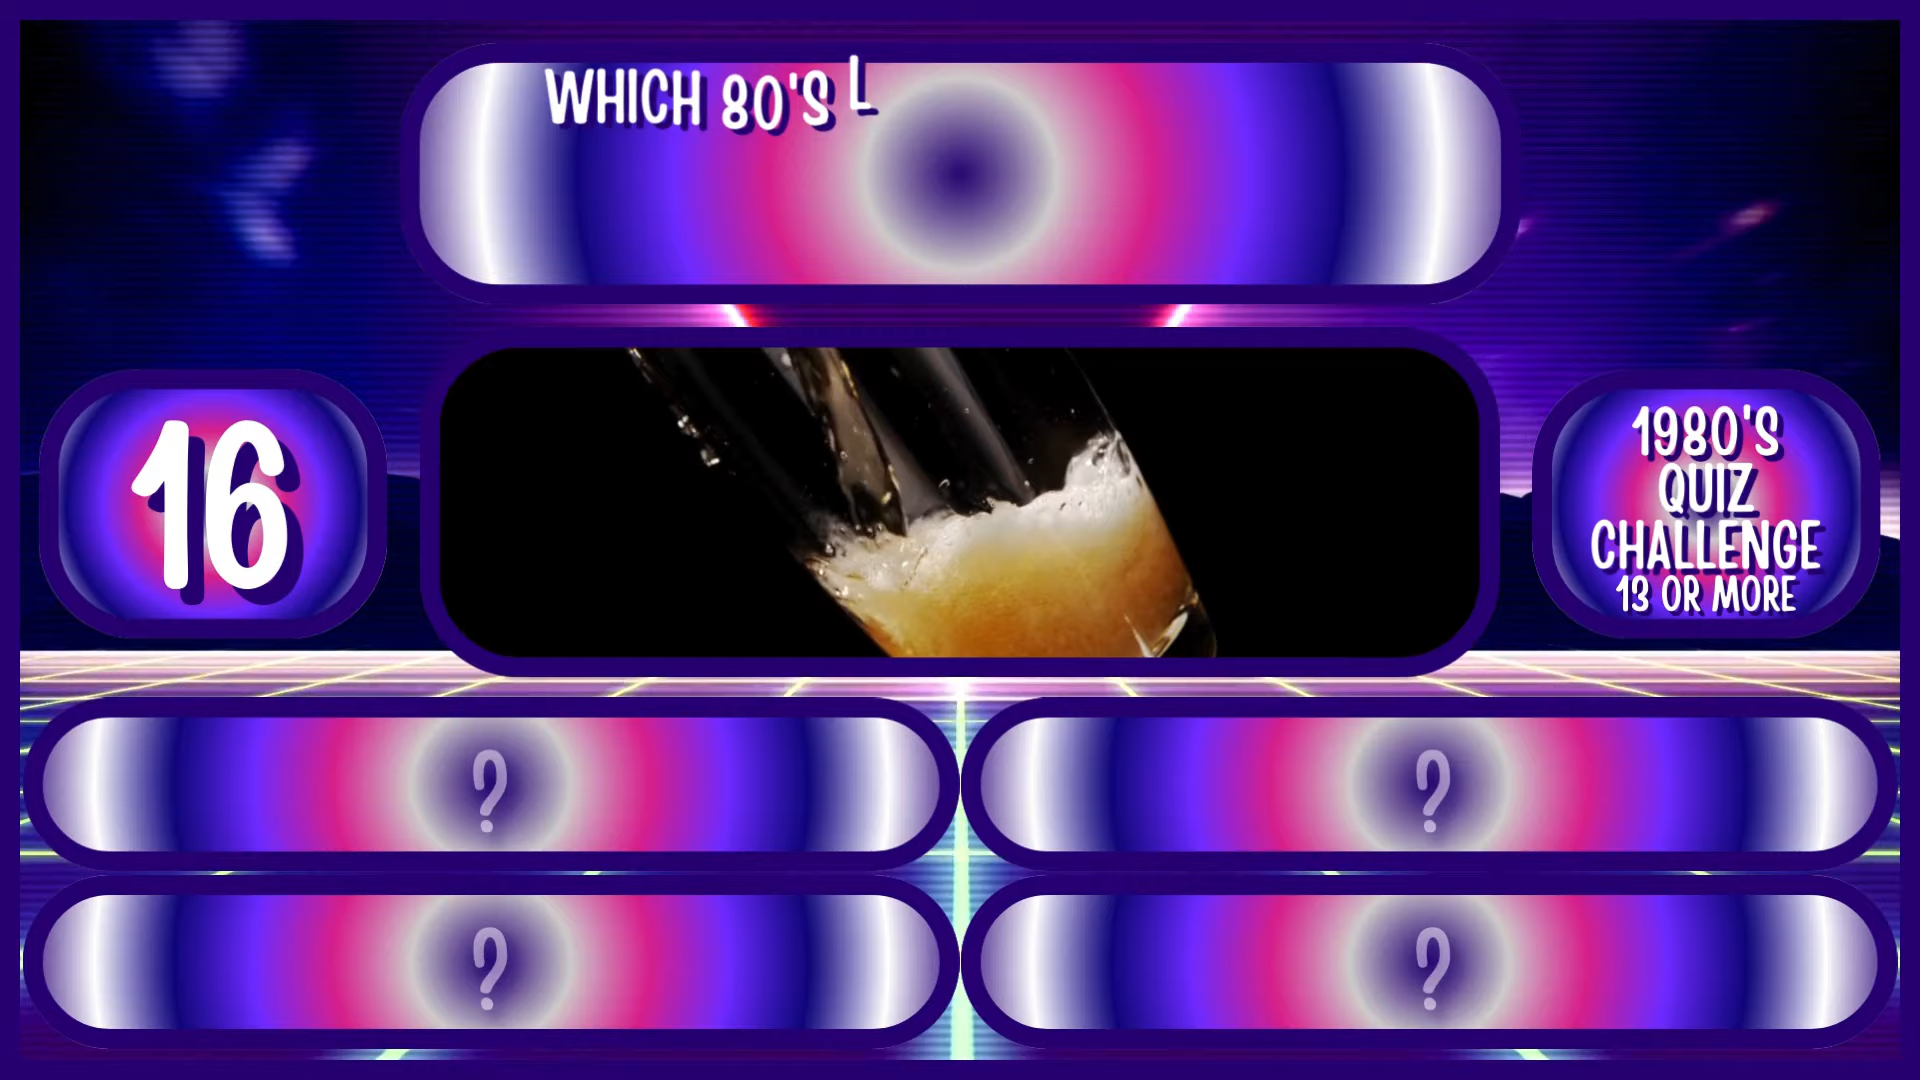 WHICH 80'S L
16
1980'S
QUIZ
CHALLENGE
13 OR MORE
?
?
?
?